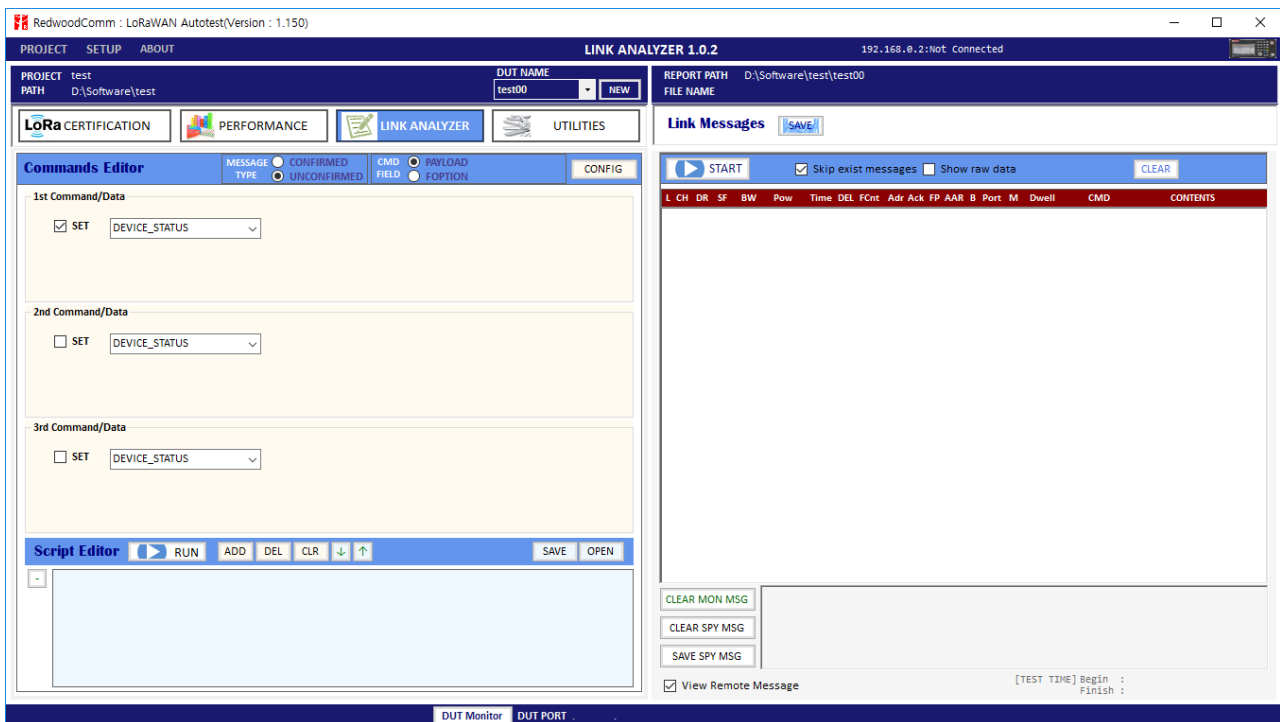 RedwoodComm : LoRaWAN Autotest(Version : 1.150)
PROJECT SETUP ABOUT LINK ANALYZER 1.0.2 192.168.0.2:Not Connected
PROJECT test
PATH D:\Software\test
DUT NAME
test00 NEW
REPORT PATH D:\Software\test\test00
FILE NAME
LoRa CERTIFICATION PERFORMANCE LINK ANALYZER UTILITIES
Link Messages SAVE
Commands Editor
MESSAGE TYPE CONFIRMED
UNCONFIRMED
CMD FIELD PAYLOAD
FOPTION
CONFIG
1st Command/Data
SET DEVICE_STATUS
2nd Command/Data
SET DEVICE_STATUS
3rd Command/Data
SET DEVICE_STATUS
Script Editor RUN ADD DEL CLR ↓ ↑ SAVE OPEN
-
START Skip exist messages Show raw data CLEAR
L CH DR SF BW Pow Time DEL FCnt Adr Ack FP AAR B Port M Dwell CMD CONTENTS
CLEAR MON MSG
CLEAR SPY MSG
SAVE SPY MSG
View Remote Message
[TEST TIME] Begin :
Finish :
DUT Monitor DUT PORT . .